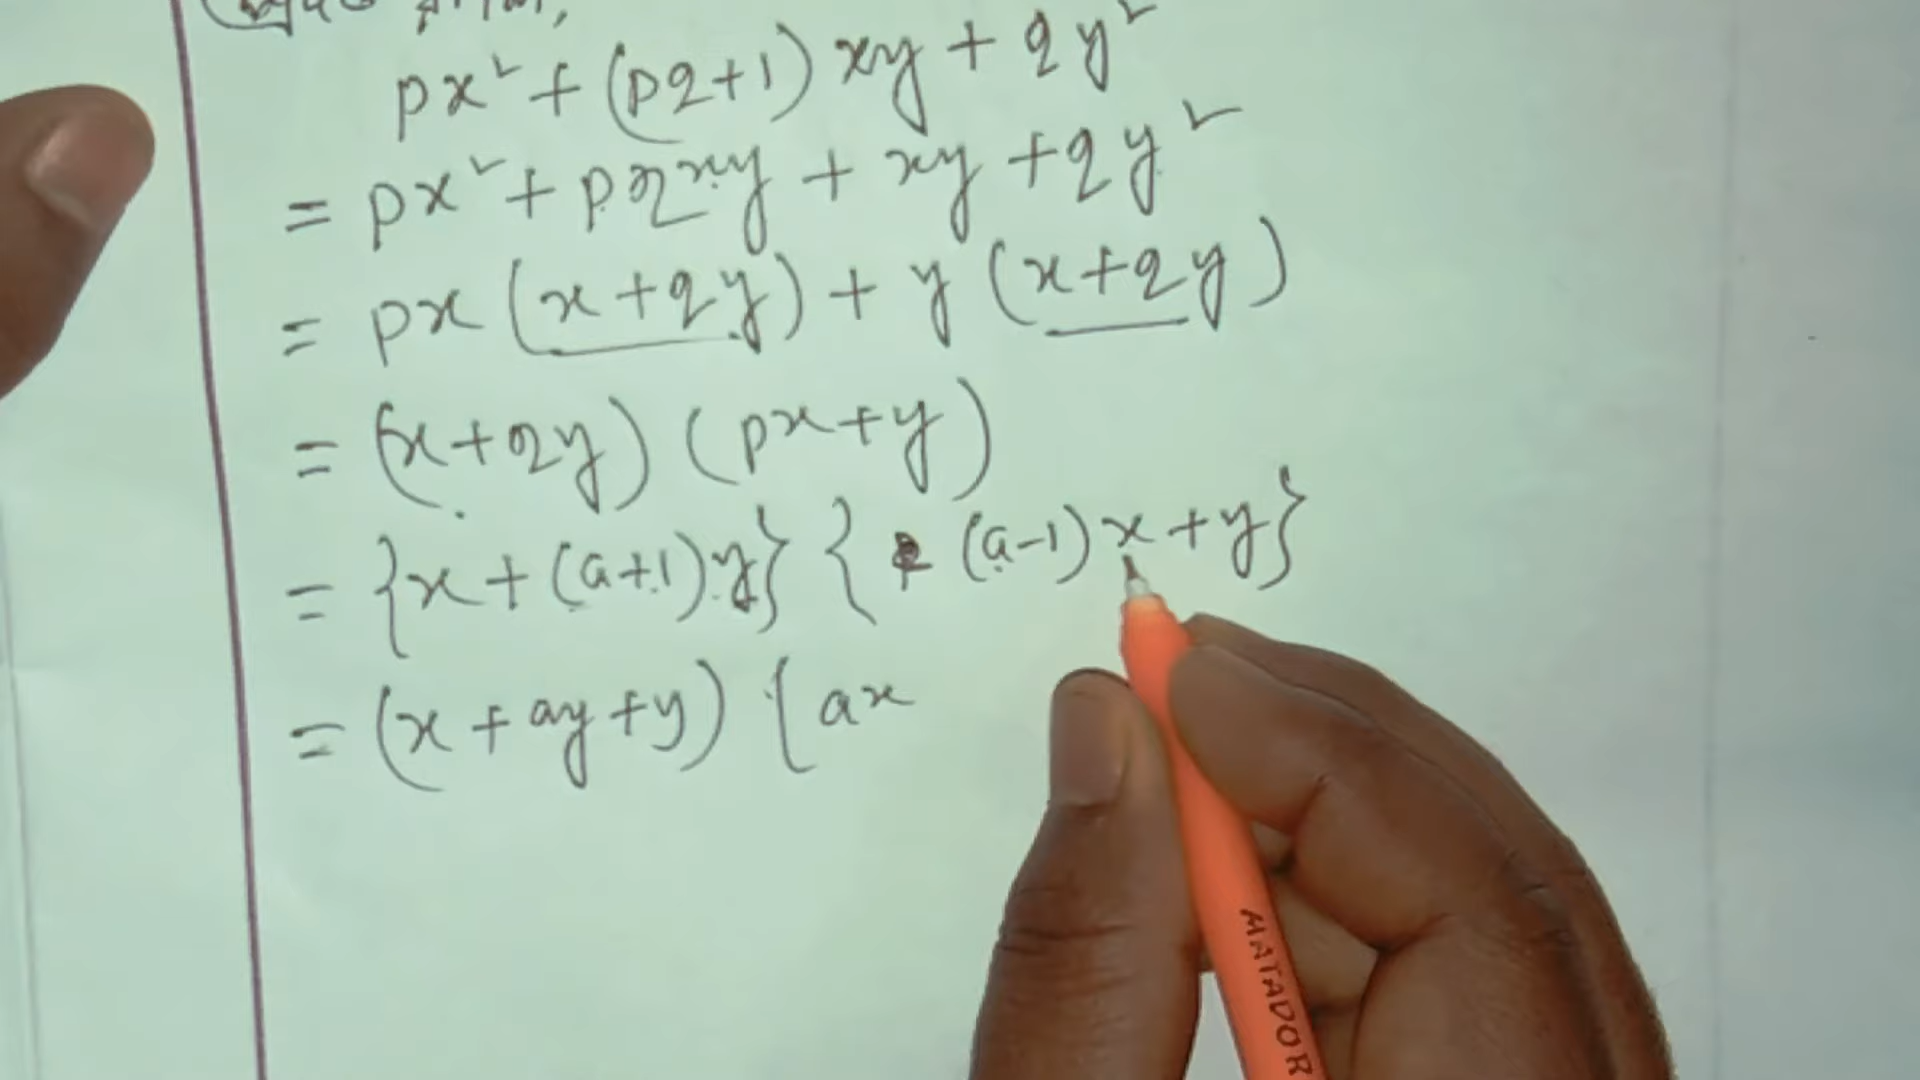 px² + (pq+1) xy + qy²
= px² + pqxy + xy + qy²
= px (x+qy) + y (x+qy)
= (x+qy) (px+y)
= {x + (a+1)y} { (a-1)x+y}
= (x + ay + y) { ax
MATADOR